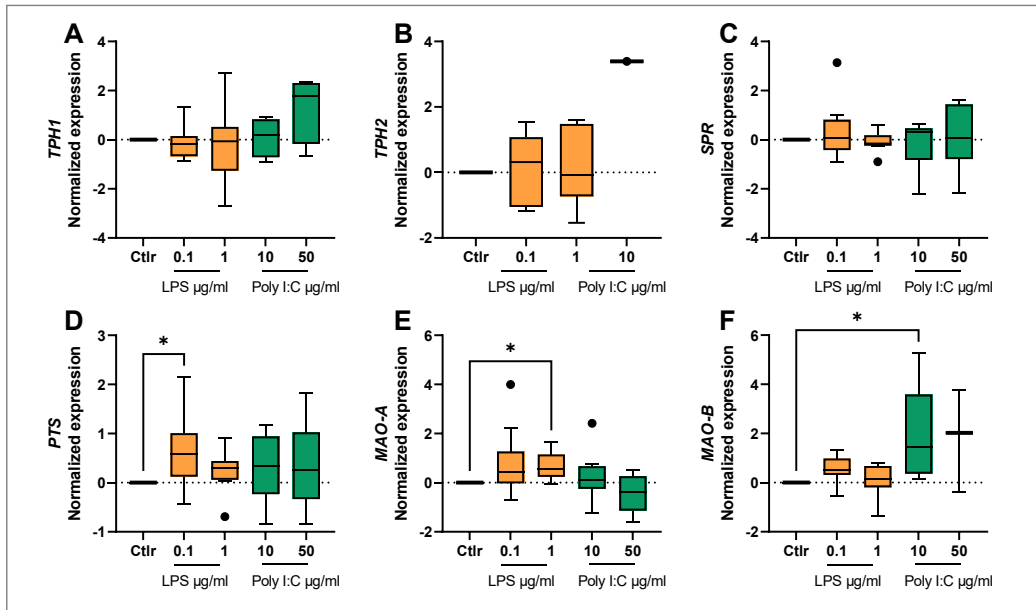 A
TPH1
Normalized expression
4
2
0
-2
-4
Ctlr 0.1 1 10 50
LPS µg/ml Poly I:C µg/ml
B
TPH2
Normalized expression
4
2
0
-2
Ctlr 0.1 1 10
LPS µg/ml Poly I:C µg/ml
C
SPR
Normalized expression
4
2
0
-2
-4
Ctlr 0.1 1 10 50
LPS µg/ml Poly I:C µg/ml
D
PTS
Normalized expression
3
2
1
0
-1
*
Ctlr 0.1 1 10 50
LPS µg/ml Poly I:C µg/ml
E
MAO-A
Normalized expression
6
4
2
0
-2
*
Ctlr 0.1 1 10 50
LPS µg/ml Poly I:C µg/ml
F
MAO-B
Normalized expression
6
4
2
0
-2
*
Ctlr 0.1 1 10 50
LPS µg/ml Poly I:C µg/ml